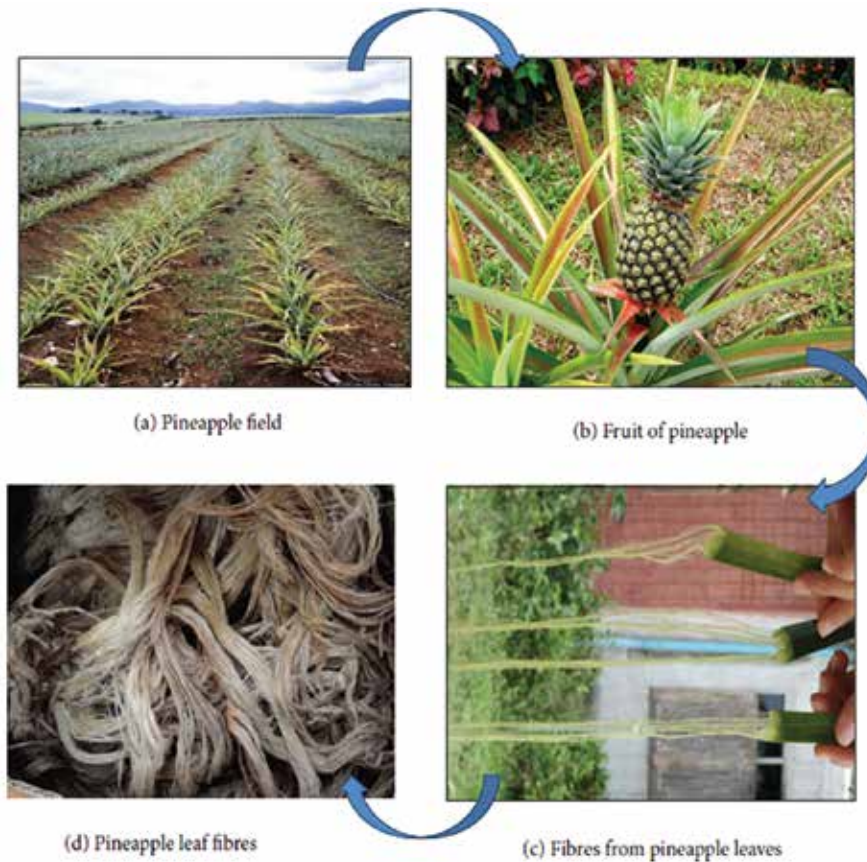 (a) Pineapple field
(b) Fruit of pineapple
(d) Pineapple leaf fibres
(c) Fibres from pineapple leaves